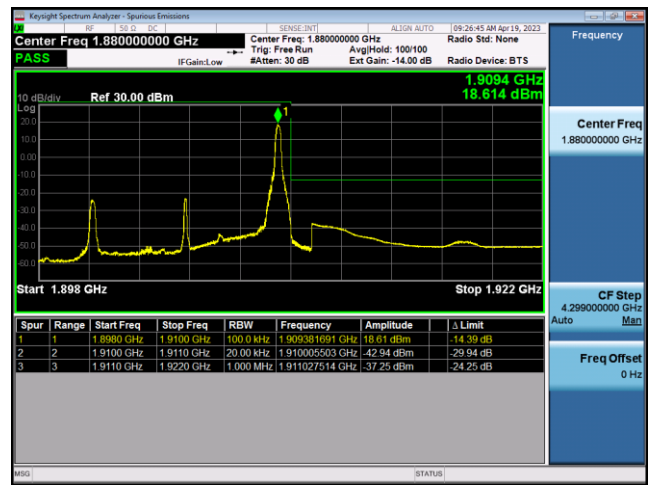 Keysight Spectrum Analyzer - Spurious Emissions
RF 50 Ω DC SENSE:INT ALIGN AUTO 09:26:45 AM Apr 19, 2023
Center Freq 1.880000000 GHz Center Freq: 1.880000000 GHz Radio Std: None Frequency
Trig: Free Run Avg|Hold: 100/100
PASS IFGain:Low #Atten: 30 dB Ext Gain: -14.00 dB Radio Device: BTS
1.9094 GHz
10 dB/div Ref 30.00 dBm 18.614 dBm
Log
1
20.0
10.0
0.00
-10.0
-20.0
-30.0
-40.0
-50.0
-60.0
Start 1.898 GHz Stop 1.922 GHz
Center Freq
1.880000000 GHz
CF Step
4.299000000 GHz
Auto Man
Freq Offset
0 Hz
Spur Range Start Freq Stop Freq RBW Frequency Amplitude Δ Limit
1 1 1.8980 GHz 1.9100 GHz 100.0 kHz 1.909381691 GHz 18.61 dBm -14.39 dB
2 2 1.9100 GHz 1.9110 GHz 20.00 kHz 1.910005503 GHz -42.94 dBm -29.94 dB
3 3 1.9110 GHz 1.9220 GHz 1.000 MHz 1.911027514 GHz -37.25 dBm -24.25 dB
MSG STATUS